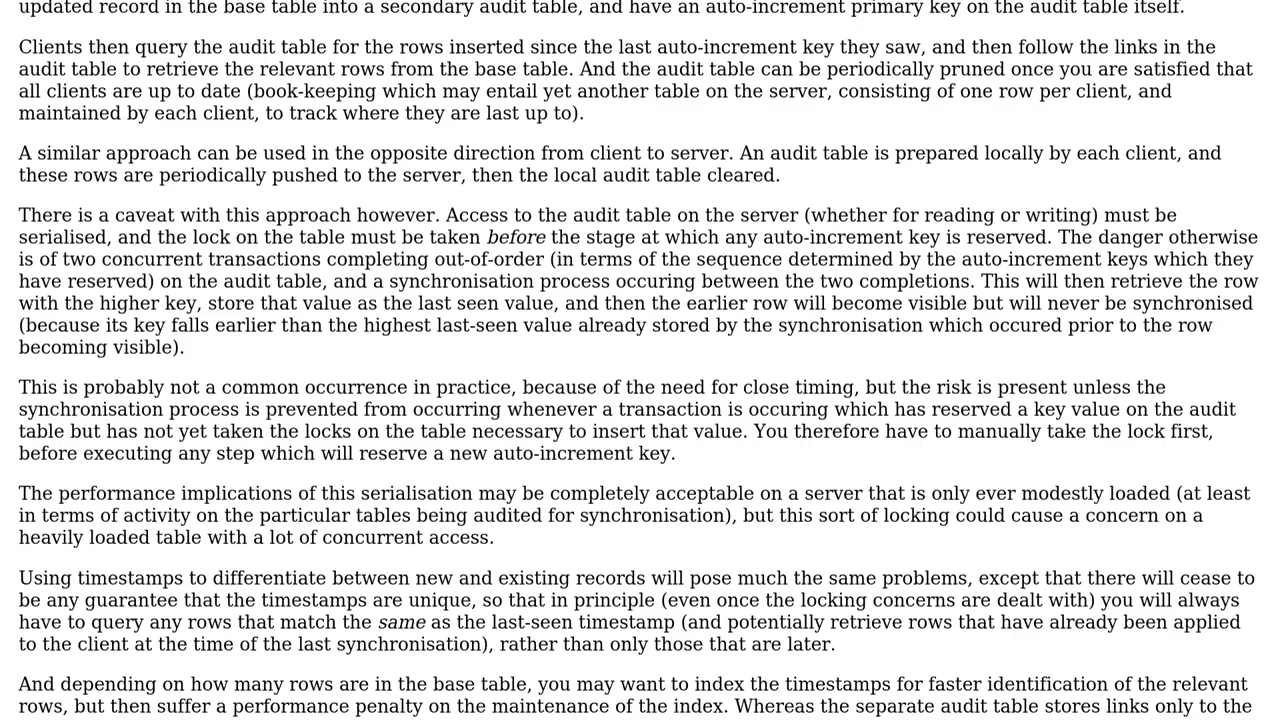 updated record in the base table into a secondary audit table, and have an auto-increment primary key on the audit table itself.
Clients then query the audit table for the rows inserted since the last auto-increment key they saw, and then follow the links in the
audit table to retrieve the relevant rows from the base table. And the audit table can be periodically pruned once you are satisfied that
all clients are up to date (book-keeping which may entail yet another table on the server, consisting of one row per client, and
maintained by each client, to track where they are last up to).
A similar approach can be used in the opposite direction from client to server. An audit table is prepared locally by each client, and
these rows are periodically pushed to the server, then the local audit table cleared.
There is a caveat with this approach however. Access to the audit table on the server (whether for reading or writing) must be
serialised, and the lock on the table must be taken before the stage at which any auto-increment key is reserved. The danger otherwise
is of two concurrent transactions completing out-of-order (in terms of the sequence determined by the auto-increment keys which they
have reserved) on the audit table, and a synchronisation process occuring between the two completions. This will then retrieve the row
with the higher key, store that value as the last seen value, and then the earlier row will become visible but will never be synchronised
(because its key falls earlier than the highest last-seen value already stored by the synchronisation which occured prior to the row
becoming visible).
This is probably not a common occurrence in practice, because of the need for close timing, but the risk is present unless the
synchronisation process is prevented from occurring whenever a transaction is occuring which has reserved a key value on the audit
table but has not yet taken the locks on the table necessary to insert that value. You therefore have to manually take the lock first,
before executing any step which will reserve a new auto-increment key.
The performance implications of this serialisation may be completely acceptable on a server that is only ever modestly loaded (at least
in terms of activity on the particular tables being audited for synchronisation), but this sort of locking could cause a concern on a
heavily loaded table with a lot of concurrent access.
Using timestamps to differentiate between new and existing records will pose much the same problems, except that there will cease to
be any guarantee that the timestamps are unique, so that in principle (even once the locking concerns are dealt with) you will always
have to query any rows that match the same as the last-seen timestamp (and potentially retrieve rows that have already been applied
to the client at the time of the last synchronisation), rather than only those that are later.
And depending on how many rows are in the base table, you may want to index the timestamps for faster identification of the relevant
rows, but then suffer a performance penalty on the maintenance of the index. Whereas the separate audit table stores links only to the